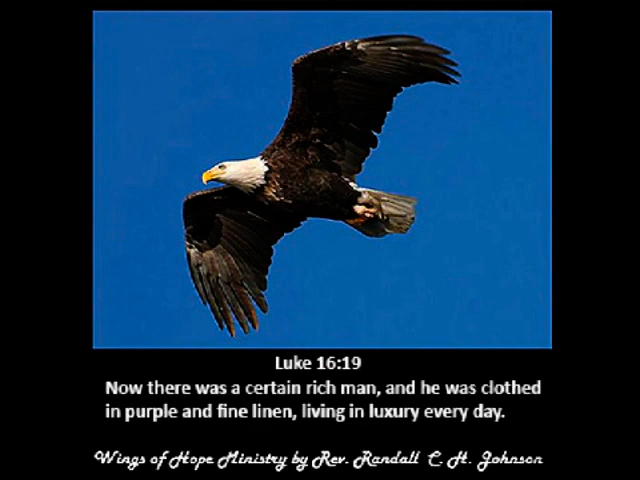 Luke 16:19
Now there was a certain rich man, and he was clothed
in purple and fine linen, living in luxury every day.
Wings of Hope Ministry by Rev. Randall C. H. Johnson